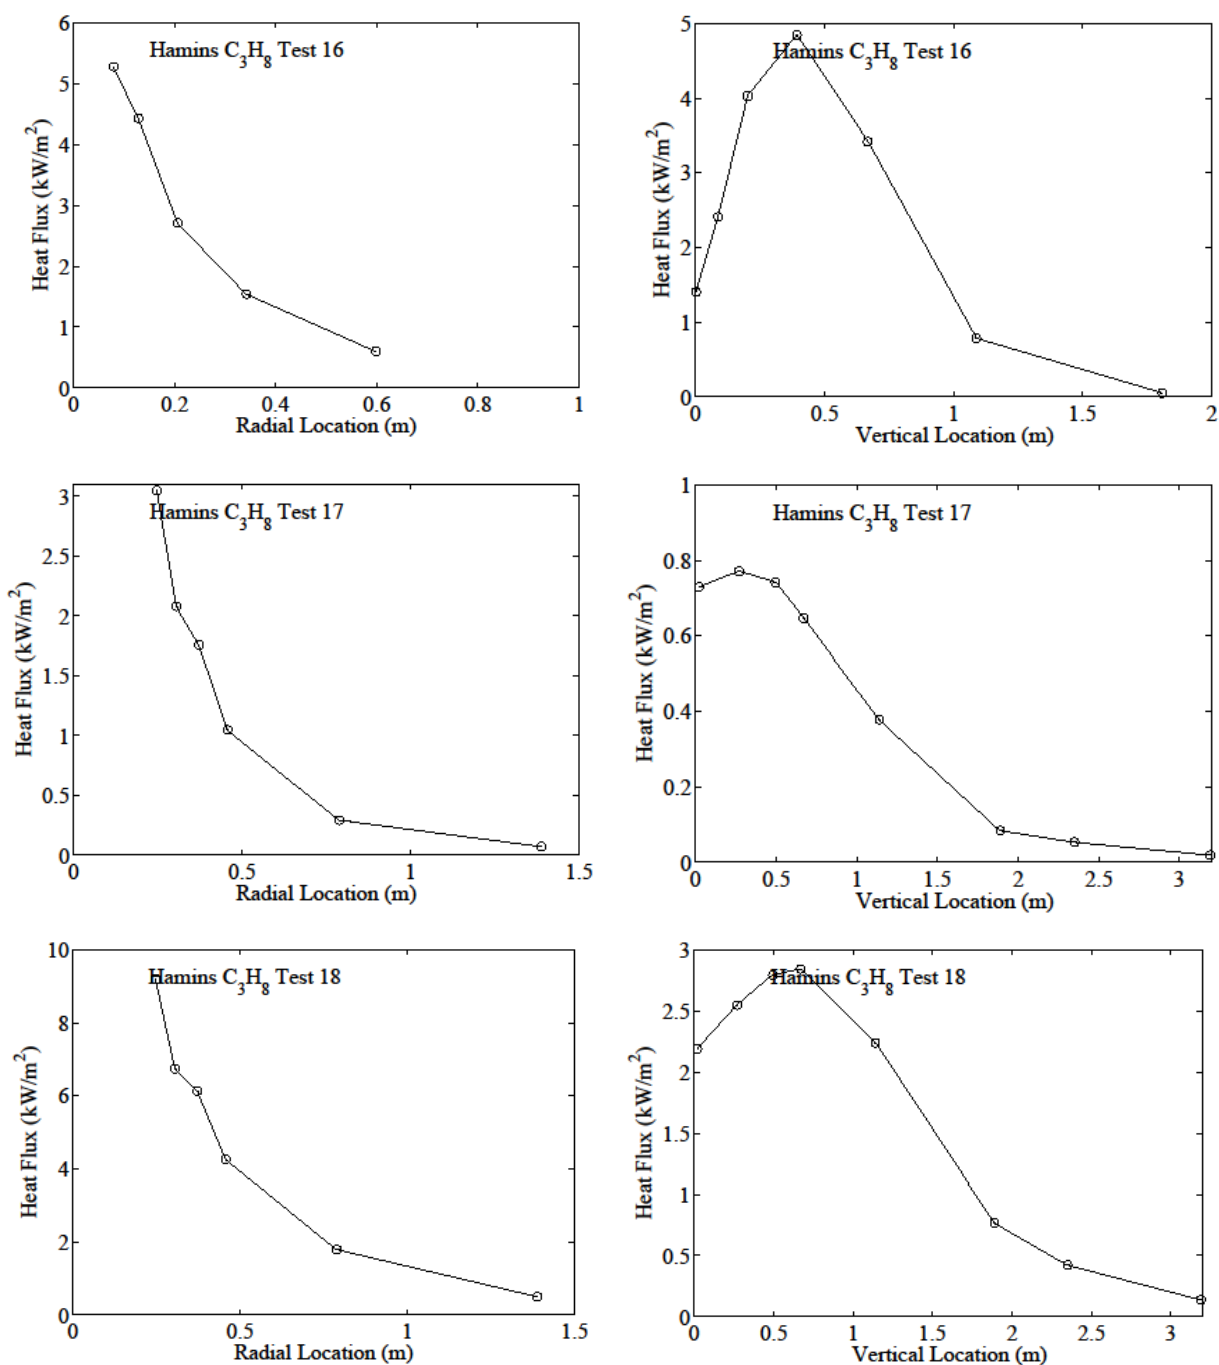 Hamins C3H8 Test 16
Heat Flux (kW/m2)
6
5
4
3
2
1
0
0 0.2 0.4 0.6 0.8 1
Radial Location (m)
Hamins C3H8 Test 16
Heat Flux (kW/m2)
5
4
3
2
1
0
0 0.5 1 1.5 2
Vertical Location (m)
Hamins C3H8 Test 17
Heat Flux (kW/m2)
3
2.5
2
1.5
1
0.5
0
0 0.5 1 1.5
Radial Location (m)
Hamins C3H8 Test 17
Heat Flux (kW/m2)
1
0.8
0.6
0.4
0.2
0
0 0.5 1 1.5 2 2.5 3
Vertical Location (m)
Hamins C3H8 Test 18
Heat Flux (kW/m2)
10
8
6
4
2
0
0 0.5 1 1.5
Radial Location (m)
Hamins C3H8 Test 18
Heat Flux (kW/m2)
3
2.5
2
1.5
1
0.5
0
0 0.5 1 1.5 2 2.5 3
Vertical Location (m)